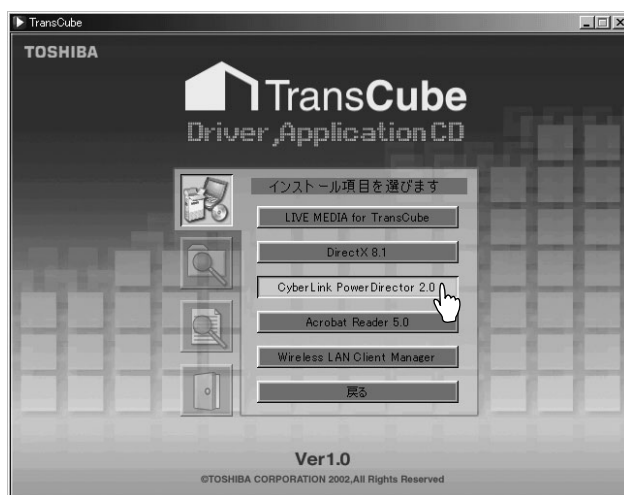 TransCube
TOSHIBA
TransCube
Driver,Application CD
インストール項目を選びます
LIVE MEDIA for TransCube
DirectX 8.1
CyberLink PowerDirector 2.0
Acrobat Reader 5.0
Wireless LAN Client Manager
戻る
Ver1.0
©TOSHIBA CORPORATION 2002,All Rights Reserved